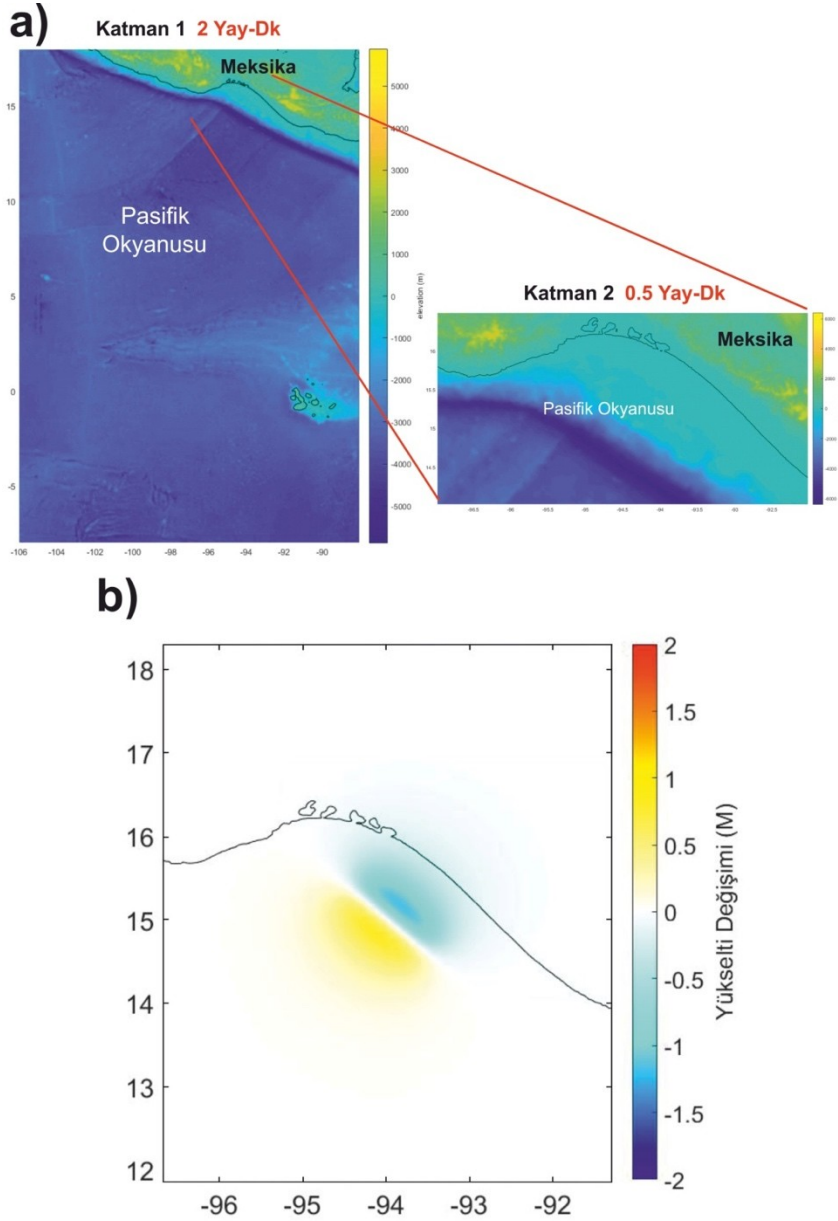 a)
Katman 1 2 Yay-Dk
Meksika
Pasifik
Okyanusu
15
10
5
0
-5
-106 -104 -102 -100 -98 -96 -94 -92 -90
5000
4000
3000
2000
1000
0
-1000
-2000
-3000
-4000
-5000
elevation (m)
Katman 2 0.5 Yay-Dk
Meksika
Pasifik Okyanusu
b)
18
17
16
15
14
13
12
-96 -95 -94 -93 -92
2
1.5
1
0.5
0
-0.5
-1
-1.5
-2
Yükselti Değişimi (M)